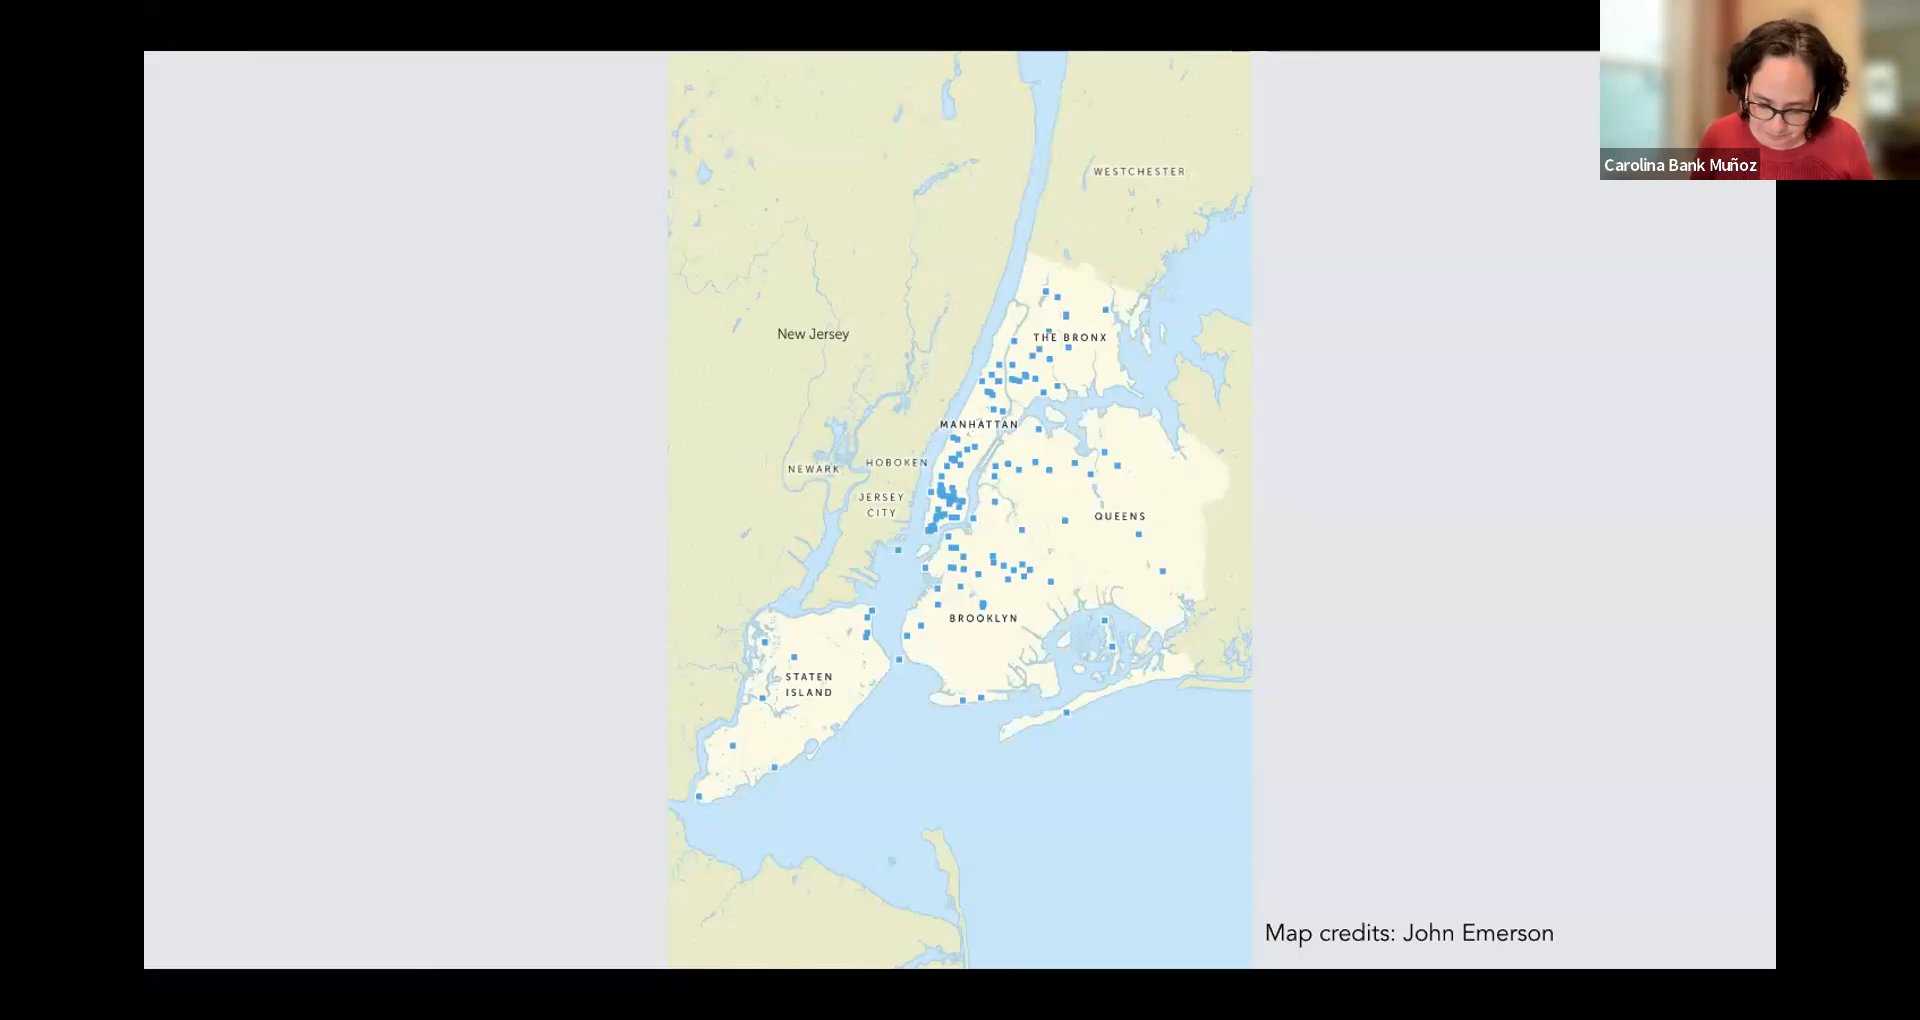 Carolina Bank Muñoz
WESTCHESTER
New Jersey
THE BRONX
MANHATTAN
HOBOKEN
NEWARK
JERSEY
CITY
QUEENS
BROOKLYN
STATEN
ISLAND
Map credits: John Emerson